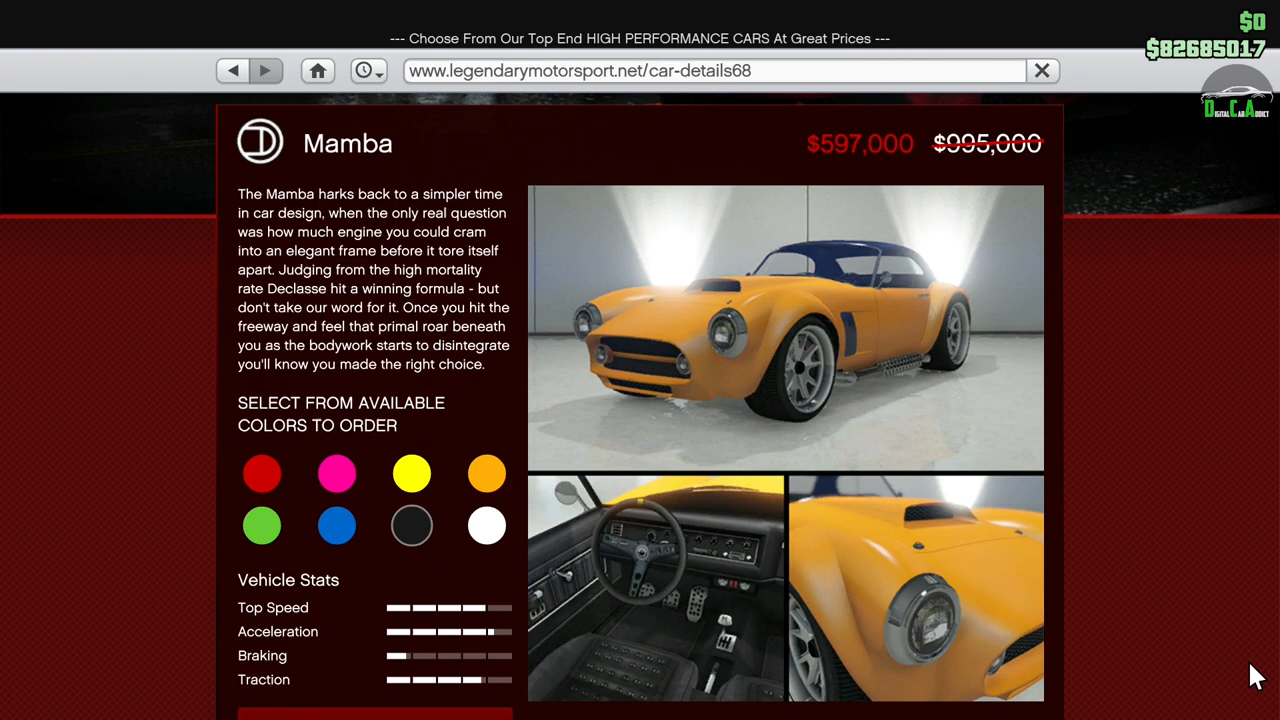 $0
--- Choose From Our Top End HIGH PERFORMANCE CARS At Great Prices ---
$82685017
www.legendarymotorsport.net/car-details68
DIGITAL CAR ADDICT
Mamba
$597,000 $995,000
The Mamba harks back to a simpler time
in car design, when the only real question
was how much engine you could cram
into an elegant frame before it tore itself
apart. Judging from the high mortality
rate Declasse hit a winning formula - but
don't take our word for it. Once you hit the
freeway and feel that primal roar beneath
you as the bodywork starts to disintegrate
you'll know you made the right choice.
SELECT FROM AVAILABLE
COLORS TO ORDER
Vehicle Stats
Top Speed
Acceleration
Braking
Traction